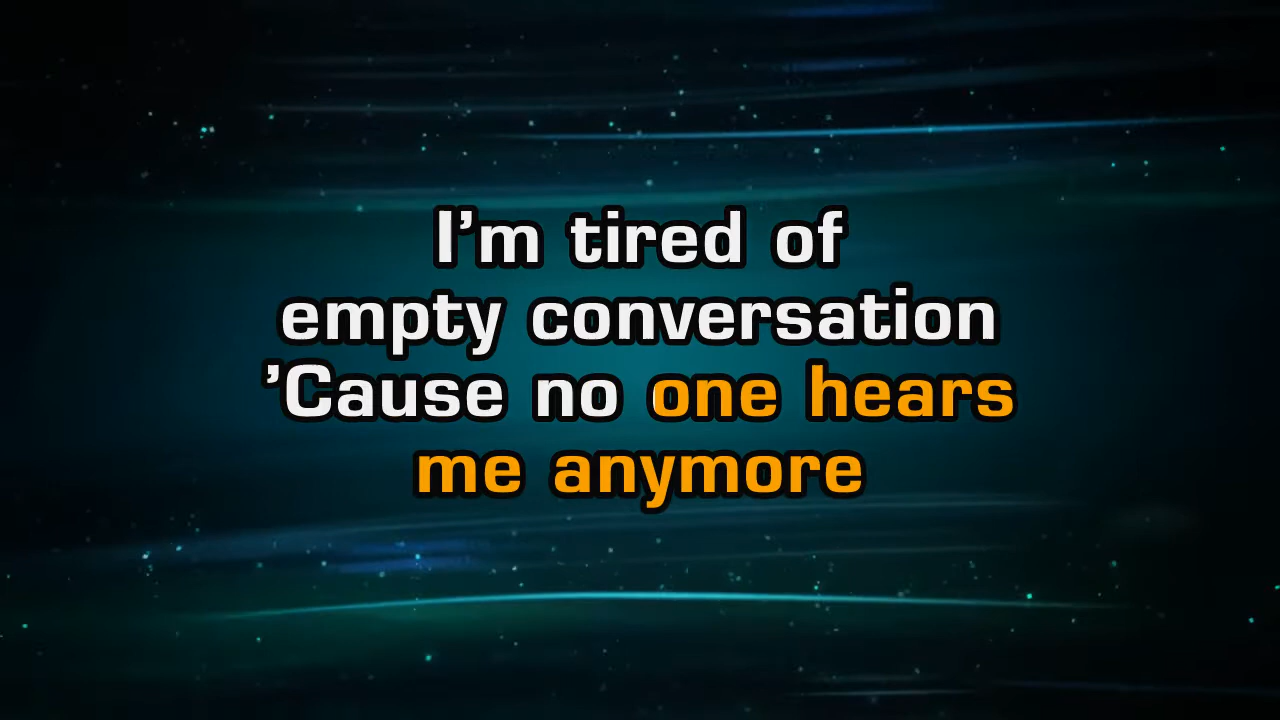 I’m tired of
empty conversation
’Cause no one hears
me anymore